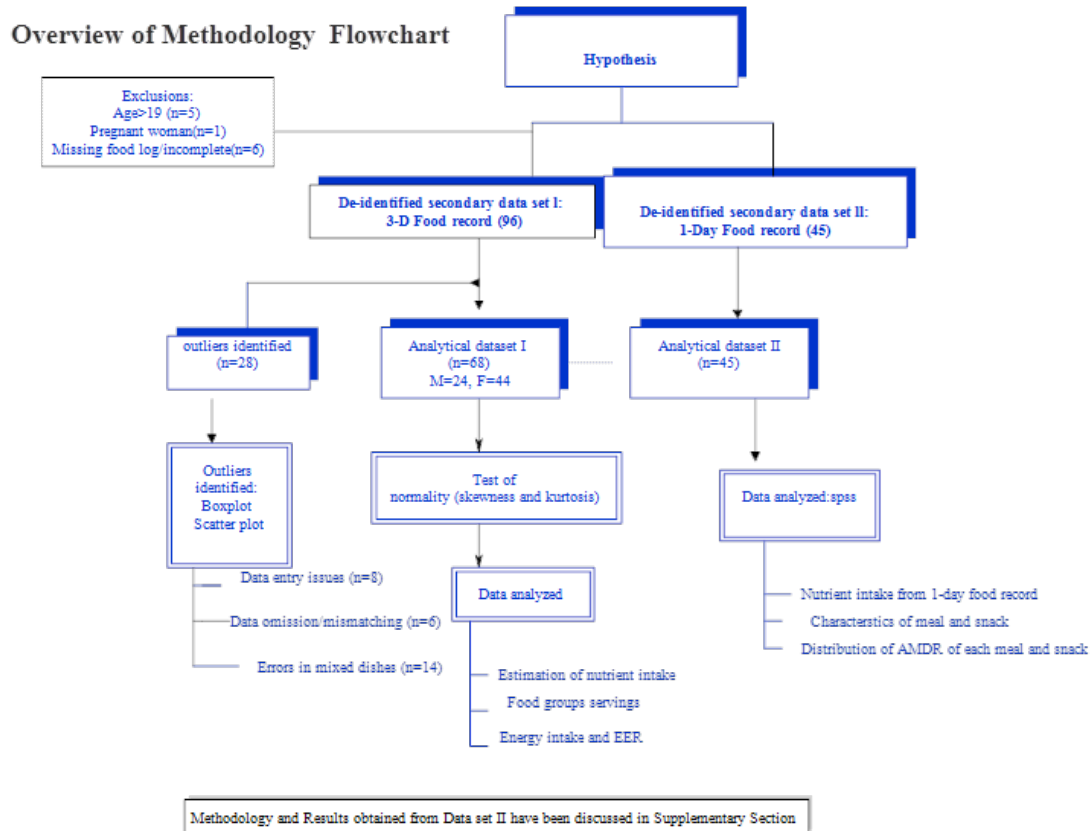 Overview of Methodology Flowchart
Hypothesis
Exclusions:
Age>19 (n=5)
Pregnant woman(n=1)
Missing food log/incomplete(n=6)
De-identified secondary data set l:
3-D Food record (96)
De-identified secondary data set ll:
1-Day Food record (45)
outliers identified
(n=28)
Analytical dataset I
(n=68)
M=24, F=44
Analytical dataset II
(n=45)
Outliers
identified:
Boxplot
Scatter plot
Test of
normality (skewness and kurtosis)
Data analyzed:spss
Data entry issues (n=8)
Data omission/mismatching (n=6)
Errors in mixed dishes (n=14)
Data analyzed
Estimation of nutrient intake
Food groups servings
Energy intake and EER
Nutrient intake from 1-day food record
Characterstics of meal and snack
Distribution of AMDR of each meal and snack
Methodology and Results obtained from Data set II have been discussed in Supplementary Section